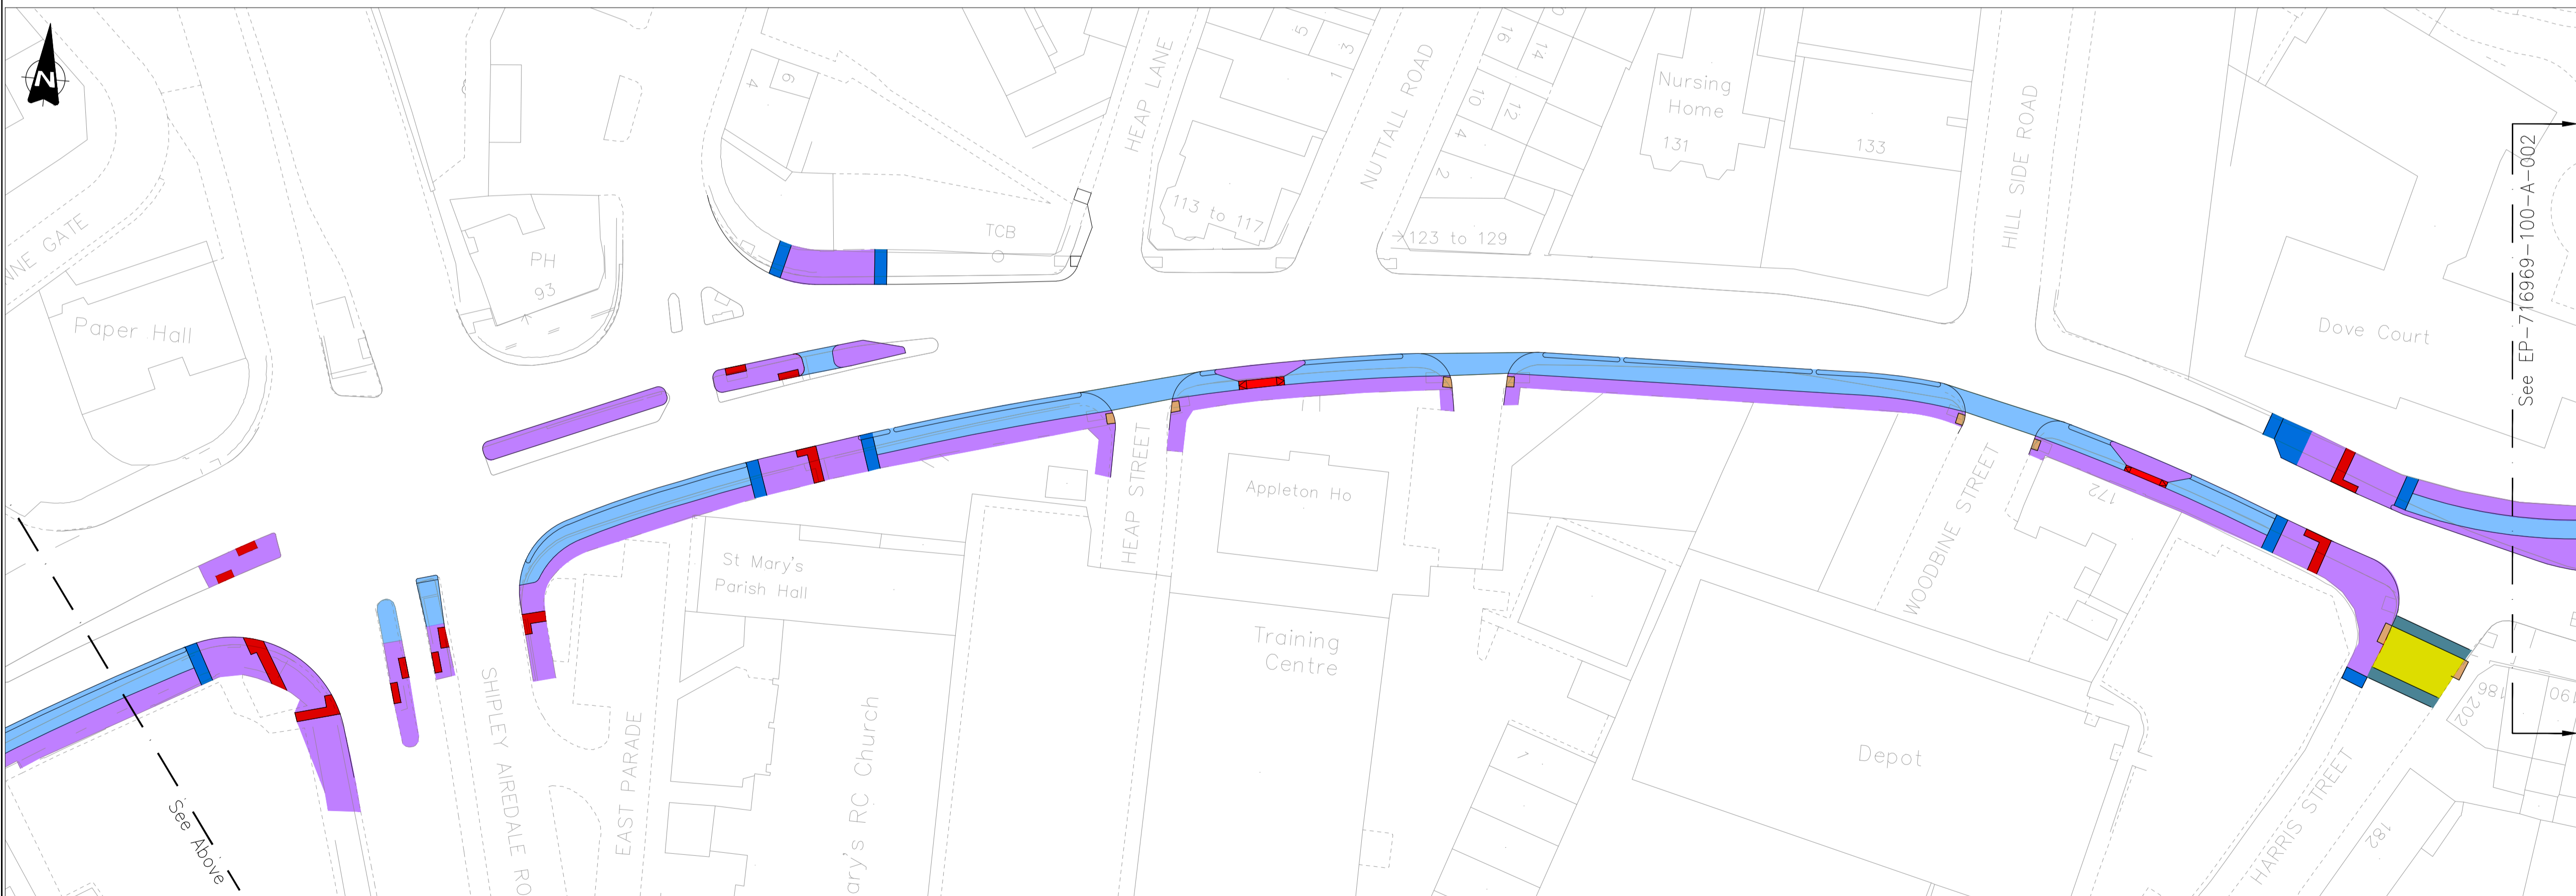 N
NNE GATE
Paper Hall
PH
93
4
6
TCB
HEAP LANE
113 to 117
5
3
1
NUTTALL ROAD
16
14
10
12
4
2
123 to 129
Nursing
Home
131
133
HILL SIDE ROAD
Dove Court
See EP-716969-100-A-002
St Mary's
Parish Hall
HEAP STREET
Appleton Ho
Training
Centre
WOODBINE STREET
172
SHIPLEY AIREDALE RO
EAST PARADE
ary's RC Church
7
Depot
HARRIS STREET
182
202
186
190
See Above